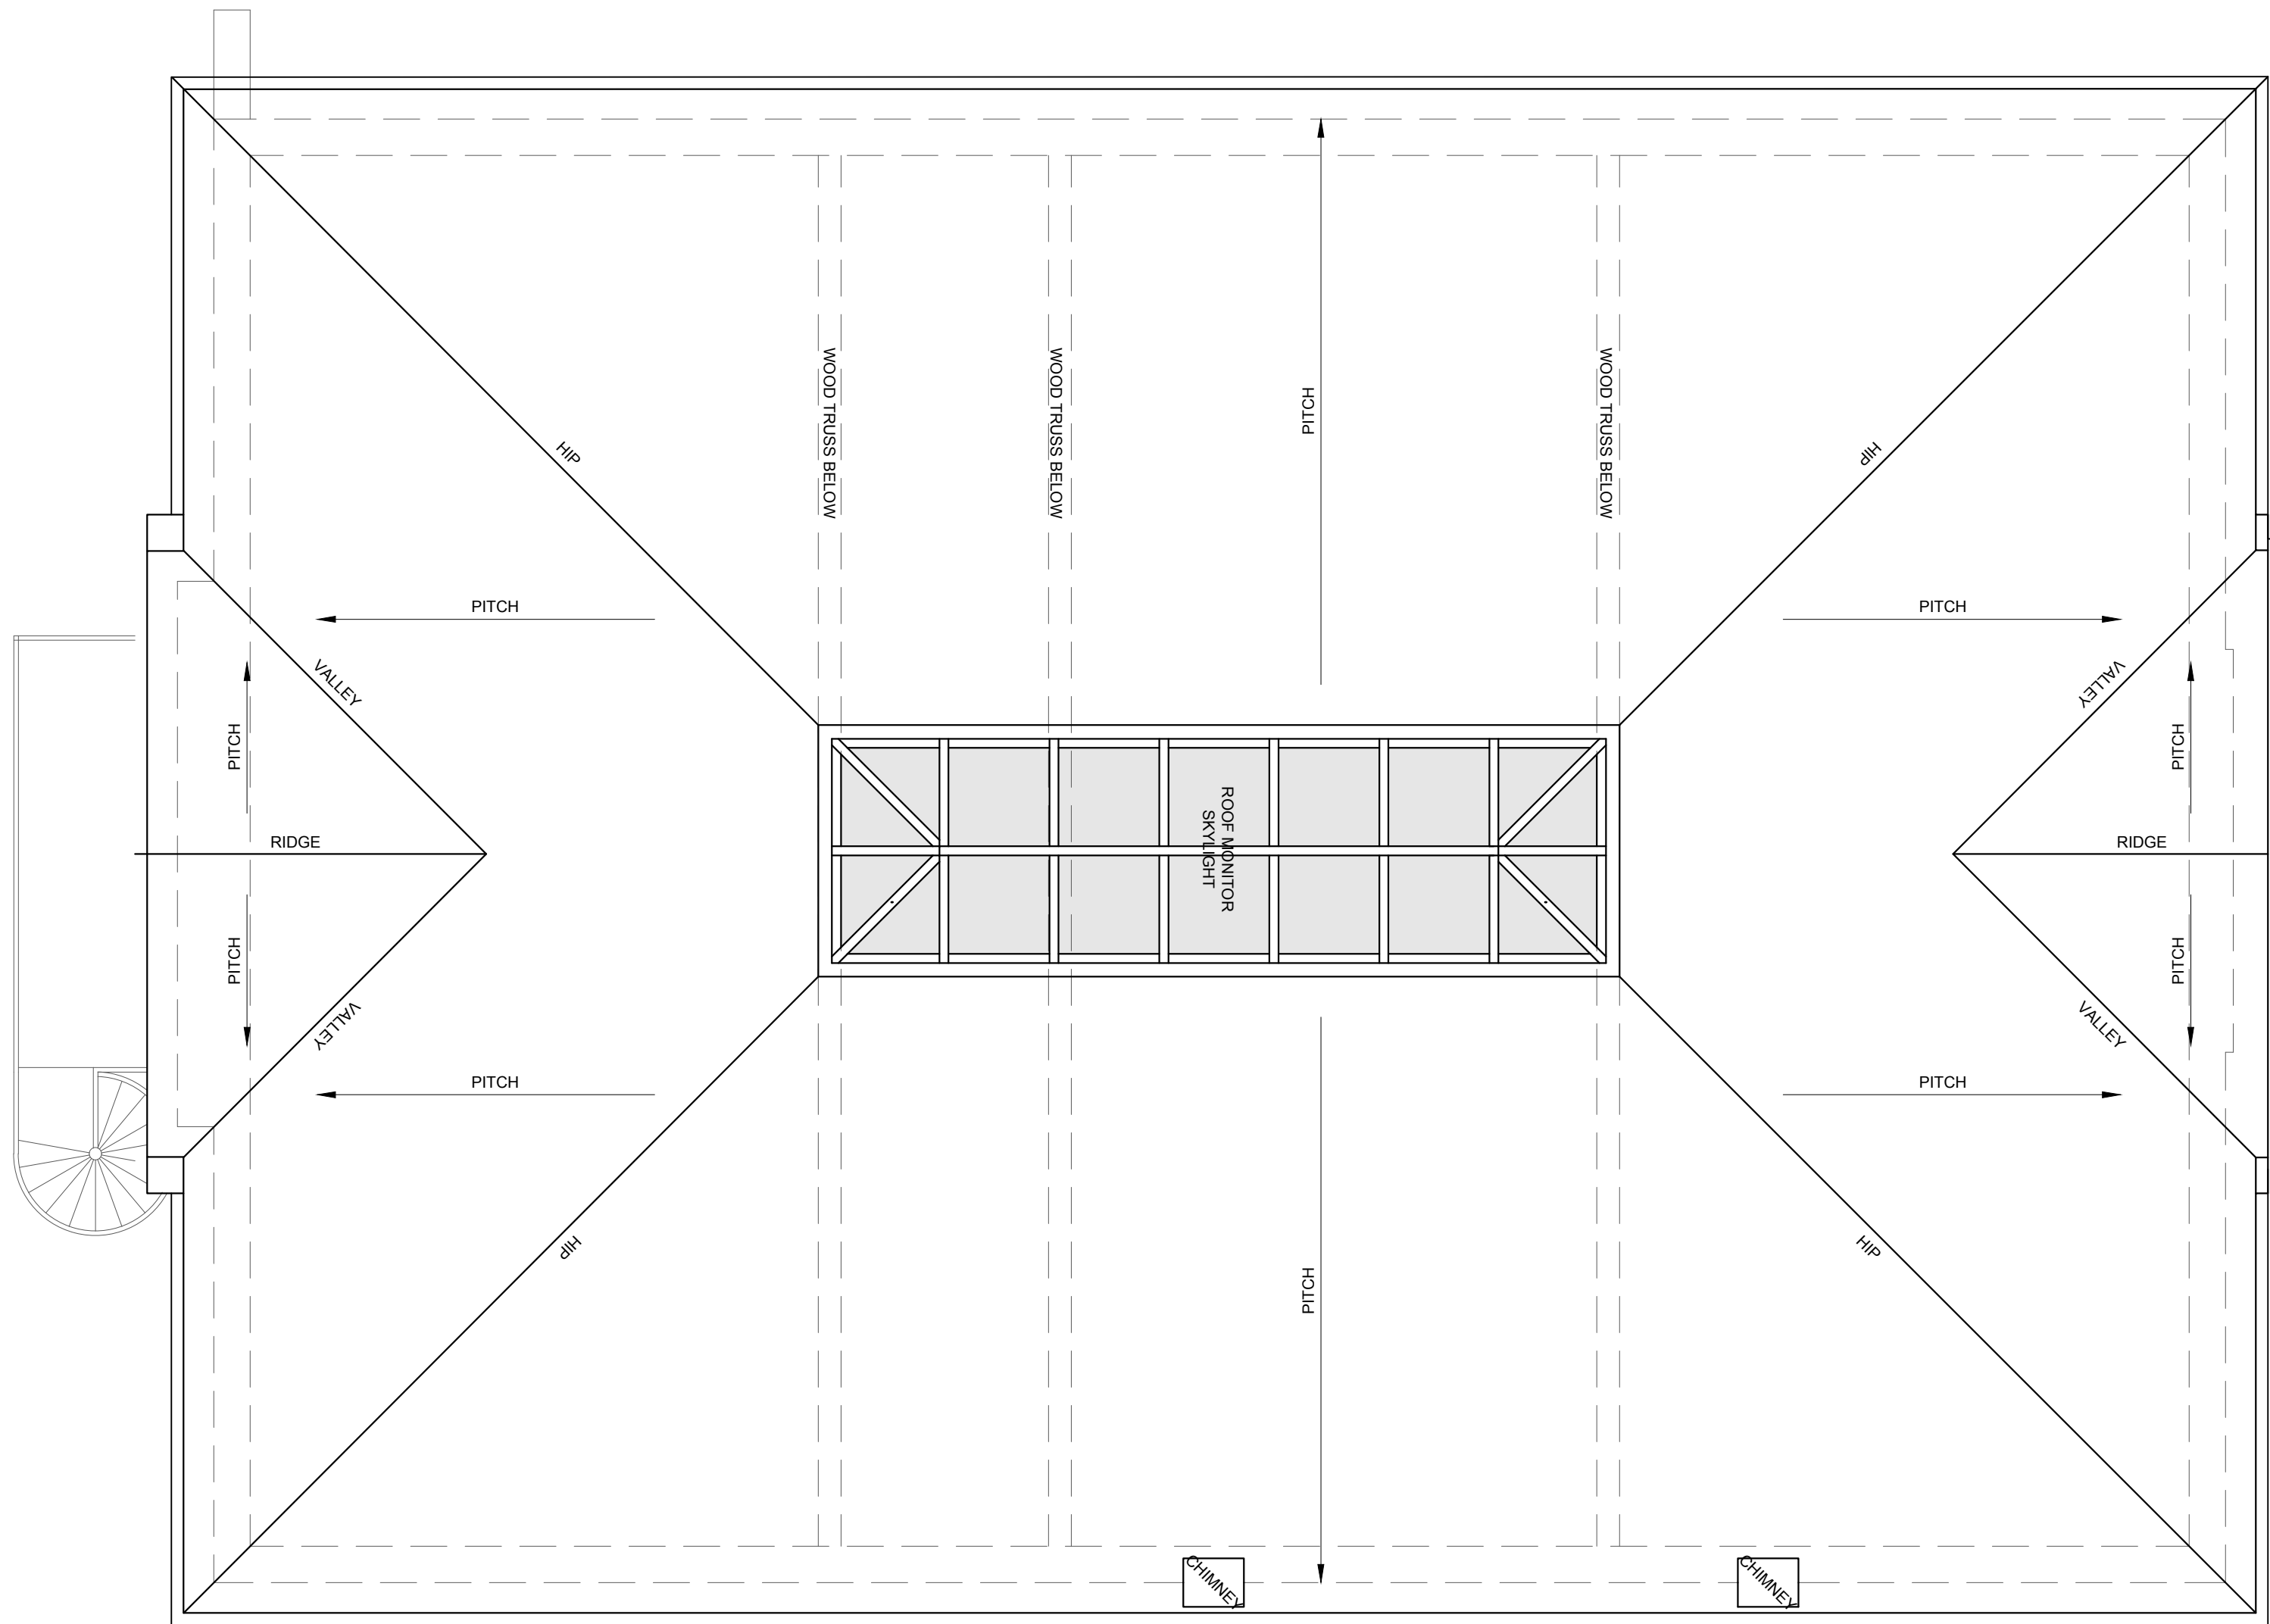 WOOD TRUSS BELOW
WOOD TRUSS BELOW
PITCH
WOOD TRUSS BELOW
HIP
HIP
PITCH
PITCH
VALLEY
VALLEY
PITCH
PITCH
RIDGE
ROOF MONITOR
SKYLIGHT
RIDGE
PITCH
PITCH
VALLEY
VALLEY
PITCH
PITCH
HIP
HIP
PITCH
CHIMNEY
CHIMNEY